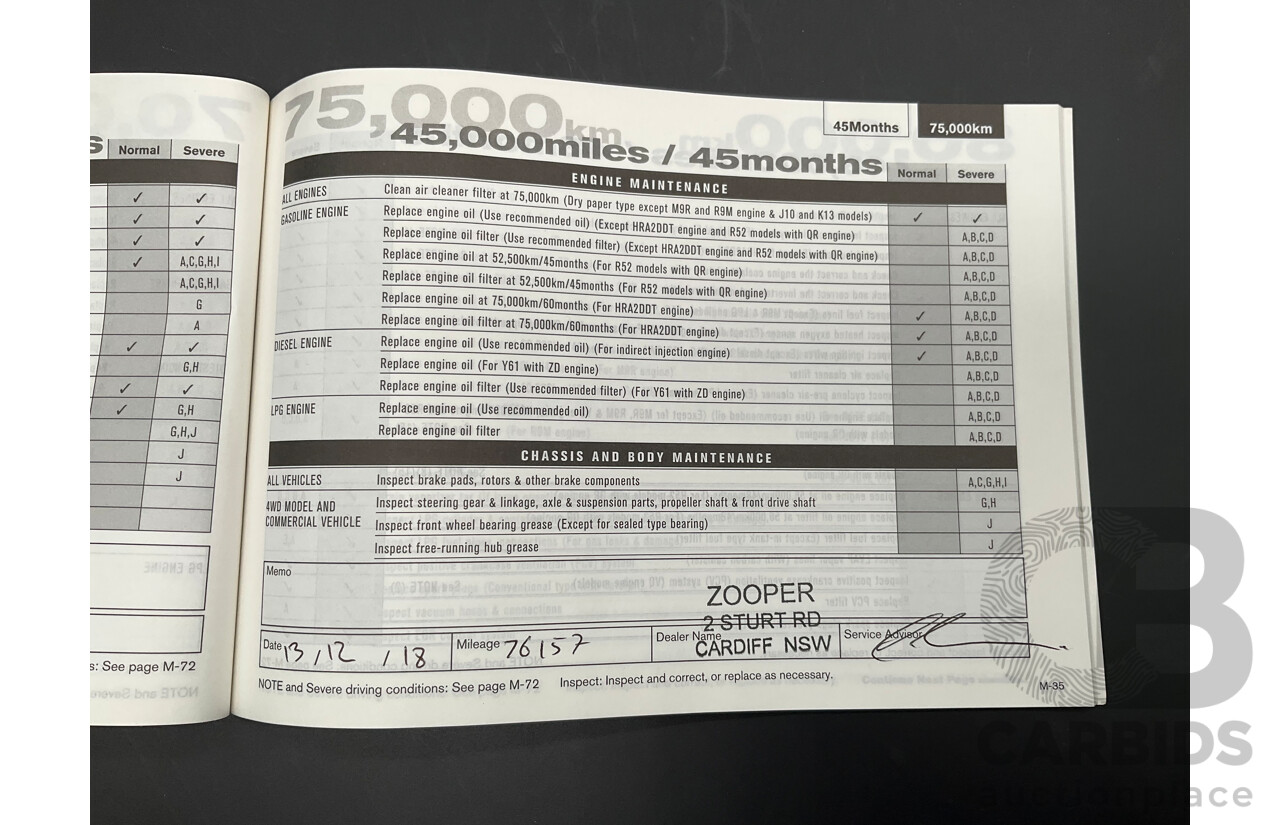 S
Normal Severe
✓ ✓
✓ ✓
✓ ✓
✓ A,C,G,H,I
A,C,G,H,I
G
A
✓ ✓
G,H
✓ ✓
✓ G,H
G,H,J
J
J
s: See page M-72
75,000km
45,000miles / 45months
45Months 75,000km
Normal Severe
ENGINE MAINTENANCE
ALL ENGINES Clean air cleaner filter at 75,000km (Dry paper type except M9R and R9M engine & J10 and K13 models) ✓ ✓
GASOLINE ENGINE Replace engine oil (Use recommended oil) (Except HRA2DDT engine and R52 models with QR engine) A,B,C,D
Replace engine oil filter (Use recommended filter) (Except HRA2DDT engine and R52 models with QR engine) A,B,C,D
Replace engine oil at 52,500km/45months (For R52 models with QR engine) A,B,C,D
Replace engine oil filter at 52,500km/45months (For R52 models with QR engine) A,B,C,D
Replace engine oil at 75,000km/60months (For HRA2DDT engine) ✓ A,B,C,D
Replace engine oil filter at 75,000km/60months (For HRA2DDT engine) ✓ A,B,C,D
DIESEL ENGINE Replace engine oil (Use recommended oil) (For indirect injection engine) ✓ A,B,C,D
Replace engine oil (For Y61 with ZD engine) A,B,C,D
Replace engine oil filter (Use recommended filter) (For Y61 with ZD engine) A,B,C,D
LPG ENGINE Replace engine oil (Use recommended oil) A,B,C,D
Replace engine oil filter A,B,C,D
CHASSIS AND BODY MAINTENANCE
ALL VEHICLES Inspect brake pads, rotors & other brake components A,C,G,H,I
4WD MODEL AND COMMERCIAL VEHICLE Inspect steering gear & linkage, axle & suspension parts, propeller shaft & front drive shaft G,H
Inspect front wheel bearing grease (Except for sealed type bearing) J
Inspect free-running hub grease J
Memo
ZOOPER
2 STURT RD
CARDIFF NSW
Date 13/12/18 Mileage 76157 Dealer Name Service Advisor
NOTE and Severe driving conditions: See page M-72 Inspect: Inspect and correct, or replace as necessary.
M-35
CARBIDS
auctionplace